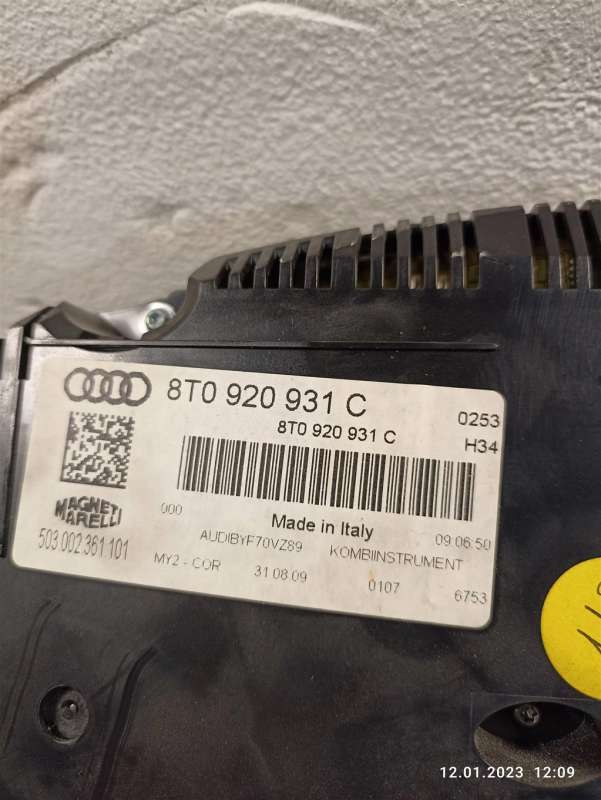 8T0 920 931 C
8T0 920 931 C
0253
H34
MAGNETI
MARELLI
503.002.361.101
000
Made in Italy
09:06:50
AUDIBYF70VZ89 KOMBIINSTRUMENT
MY2 - COR 31.08.09 0107 6753
12.01.2023 12:09